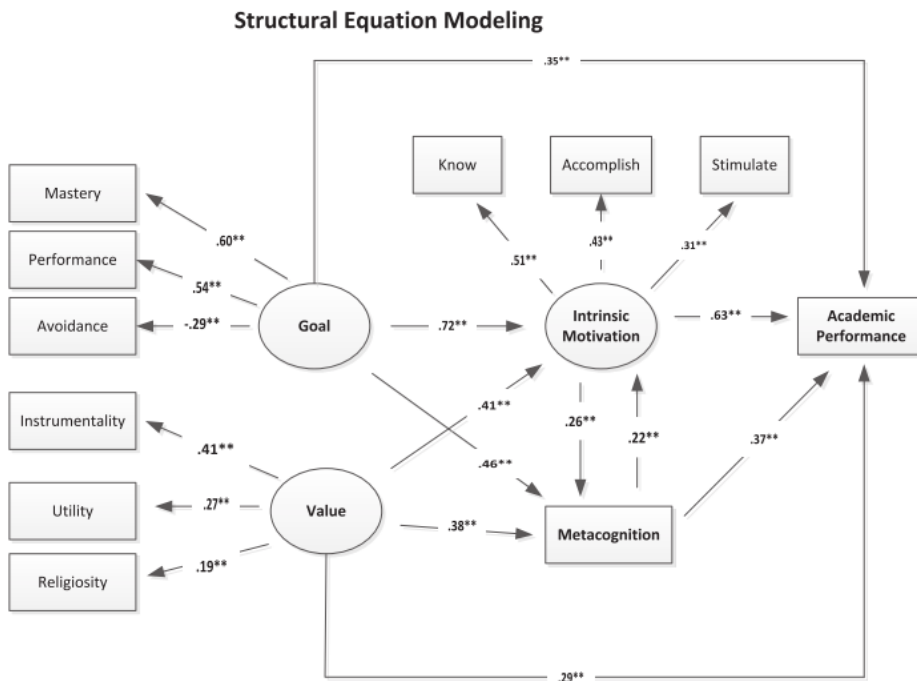 Structural Equation Modeling
.35**
Know
Accomplish
Stimulate
Mastery
.60**
.51**
.43**
.31**
Performance
.54**
Avoidance
-.29**
Goal
.72**
Intrinsic
Motivation
.63**
Academic
Performance
Instrumentality
.41**
.41**
.26**
.22**
.37**
.46**
Utility
.27**
Value
.38**
Metacognition
Religiosity
.19**
.29**